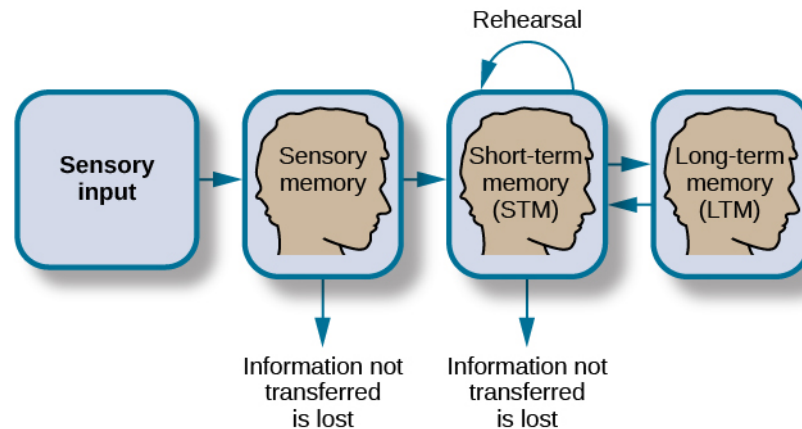 Rehearsal
Sensory
input
Sensory
memory
Short-term
memory
(STM)
Long-term
memory
(LTM)
Information not
transferred
is lost
Information not
transferred
is lost